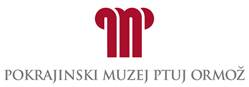 POKRAJINSKI MUZEJ PTUJ ORMOŽ